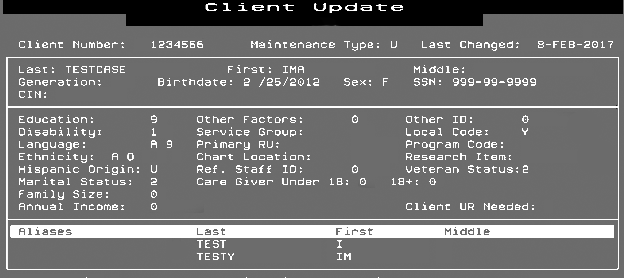 Client Update
Client Number: 1234566 Maintenance Type: U Last Changed: 8-FEB-2017
Last: TESTCASE First: IMA Middle:
Generation: Birthdate: 2 /25/2012 Sex: F SSN: 999-99-9999
CIN:
Education: 9 Other Factors: 0 Other ID: 0
Disability: 1 Service Group: Local Code: Y
Language: A 9 Primary RU: Program Code:
Ethnicity: A O Chart Location: Research Item:
Hispanic Origin: U Ref. Staff ID: 0 Veteran Status:2
Marital Status: 2 Care Giver Under 18: 0 18+: 0
Family Size: 0
Annual Income: 0 Client UR Needed:
Aliases Last First Middle
TEST I
TESTY IM